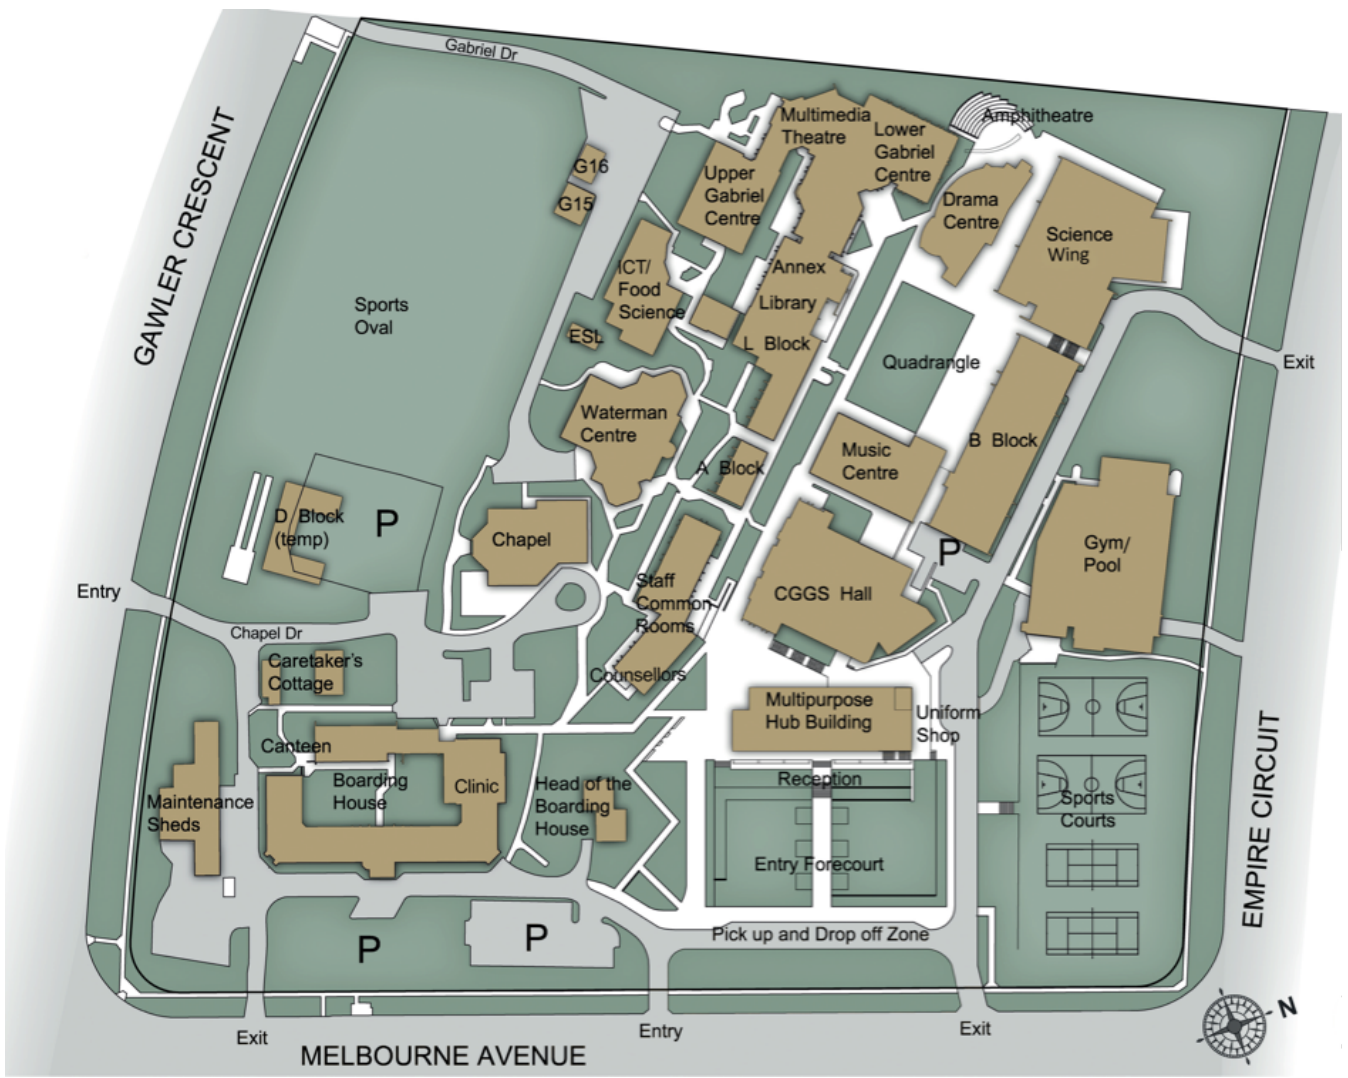 Gabriel Dr
GAWLER CRESCENT
Multimedia
Theatre
Lower
Gabriel
Centre
Amphitheatre
G16
G15
Upper
Gabriel
Centre
Drama
Centre
Science
Wing
ICT/
Food
Science
Annex
Library
L Block
Sports
Oval
ESL
Quadrangle
Exit
Waterman
Centre
A Block
Music
Centre
B Block
D Block
(temp)
P
Chapel
P
Gym/
Pool
Entry
Staff
Common
Rooms
CGGS Hall
Chapel Dr
Caretaker's
Cottage
Counsellors
Multipurpose
Hub Building
Uniform
Shop
Canteen
Boarding
House
Clinic
Head of the
Boarding
House
Reception
Maintenance
Sheds
Sports
Courts
EMPIRE CIRCUIT
Entry Forecourt
P
P
Pick up and Drop off Zone
N
Exit
Entry
Exit
MELBOURNE AVENUE